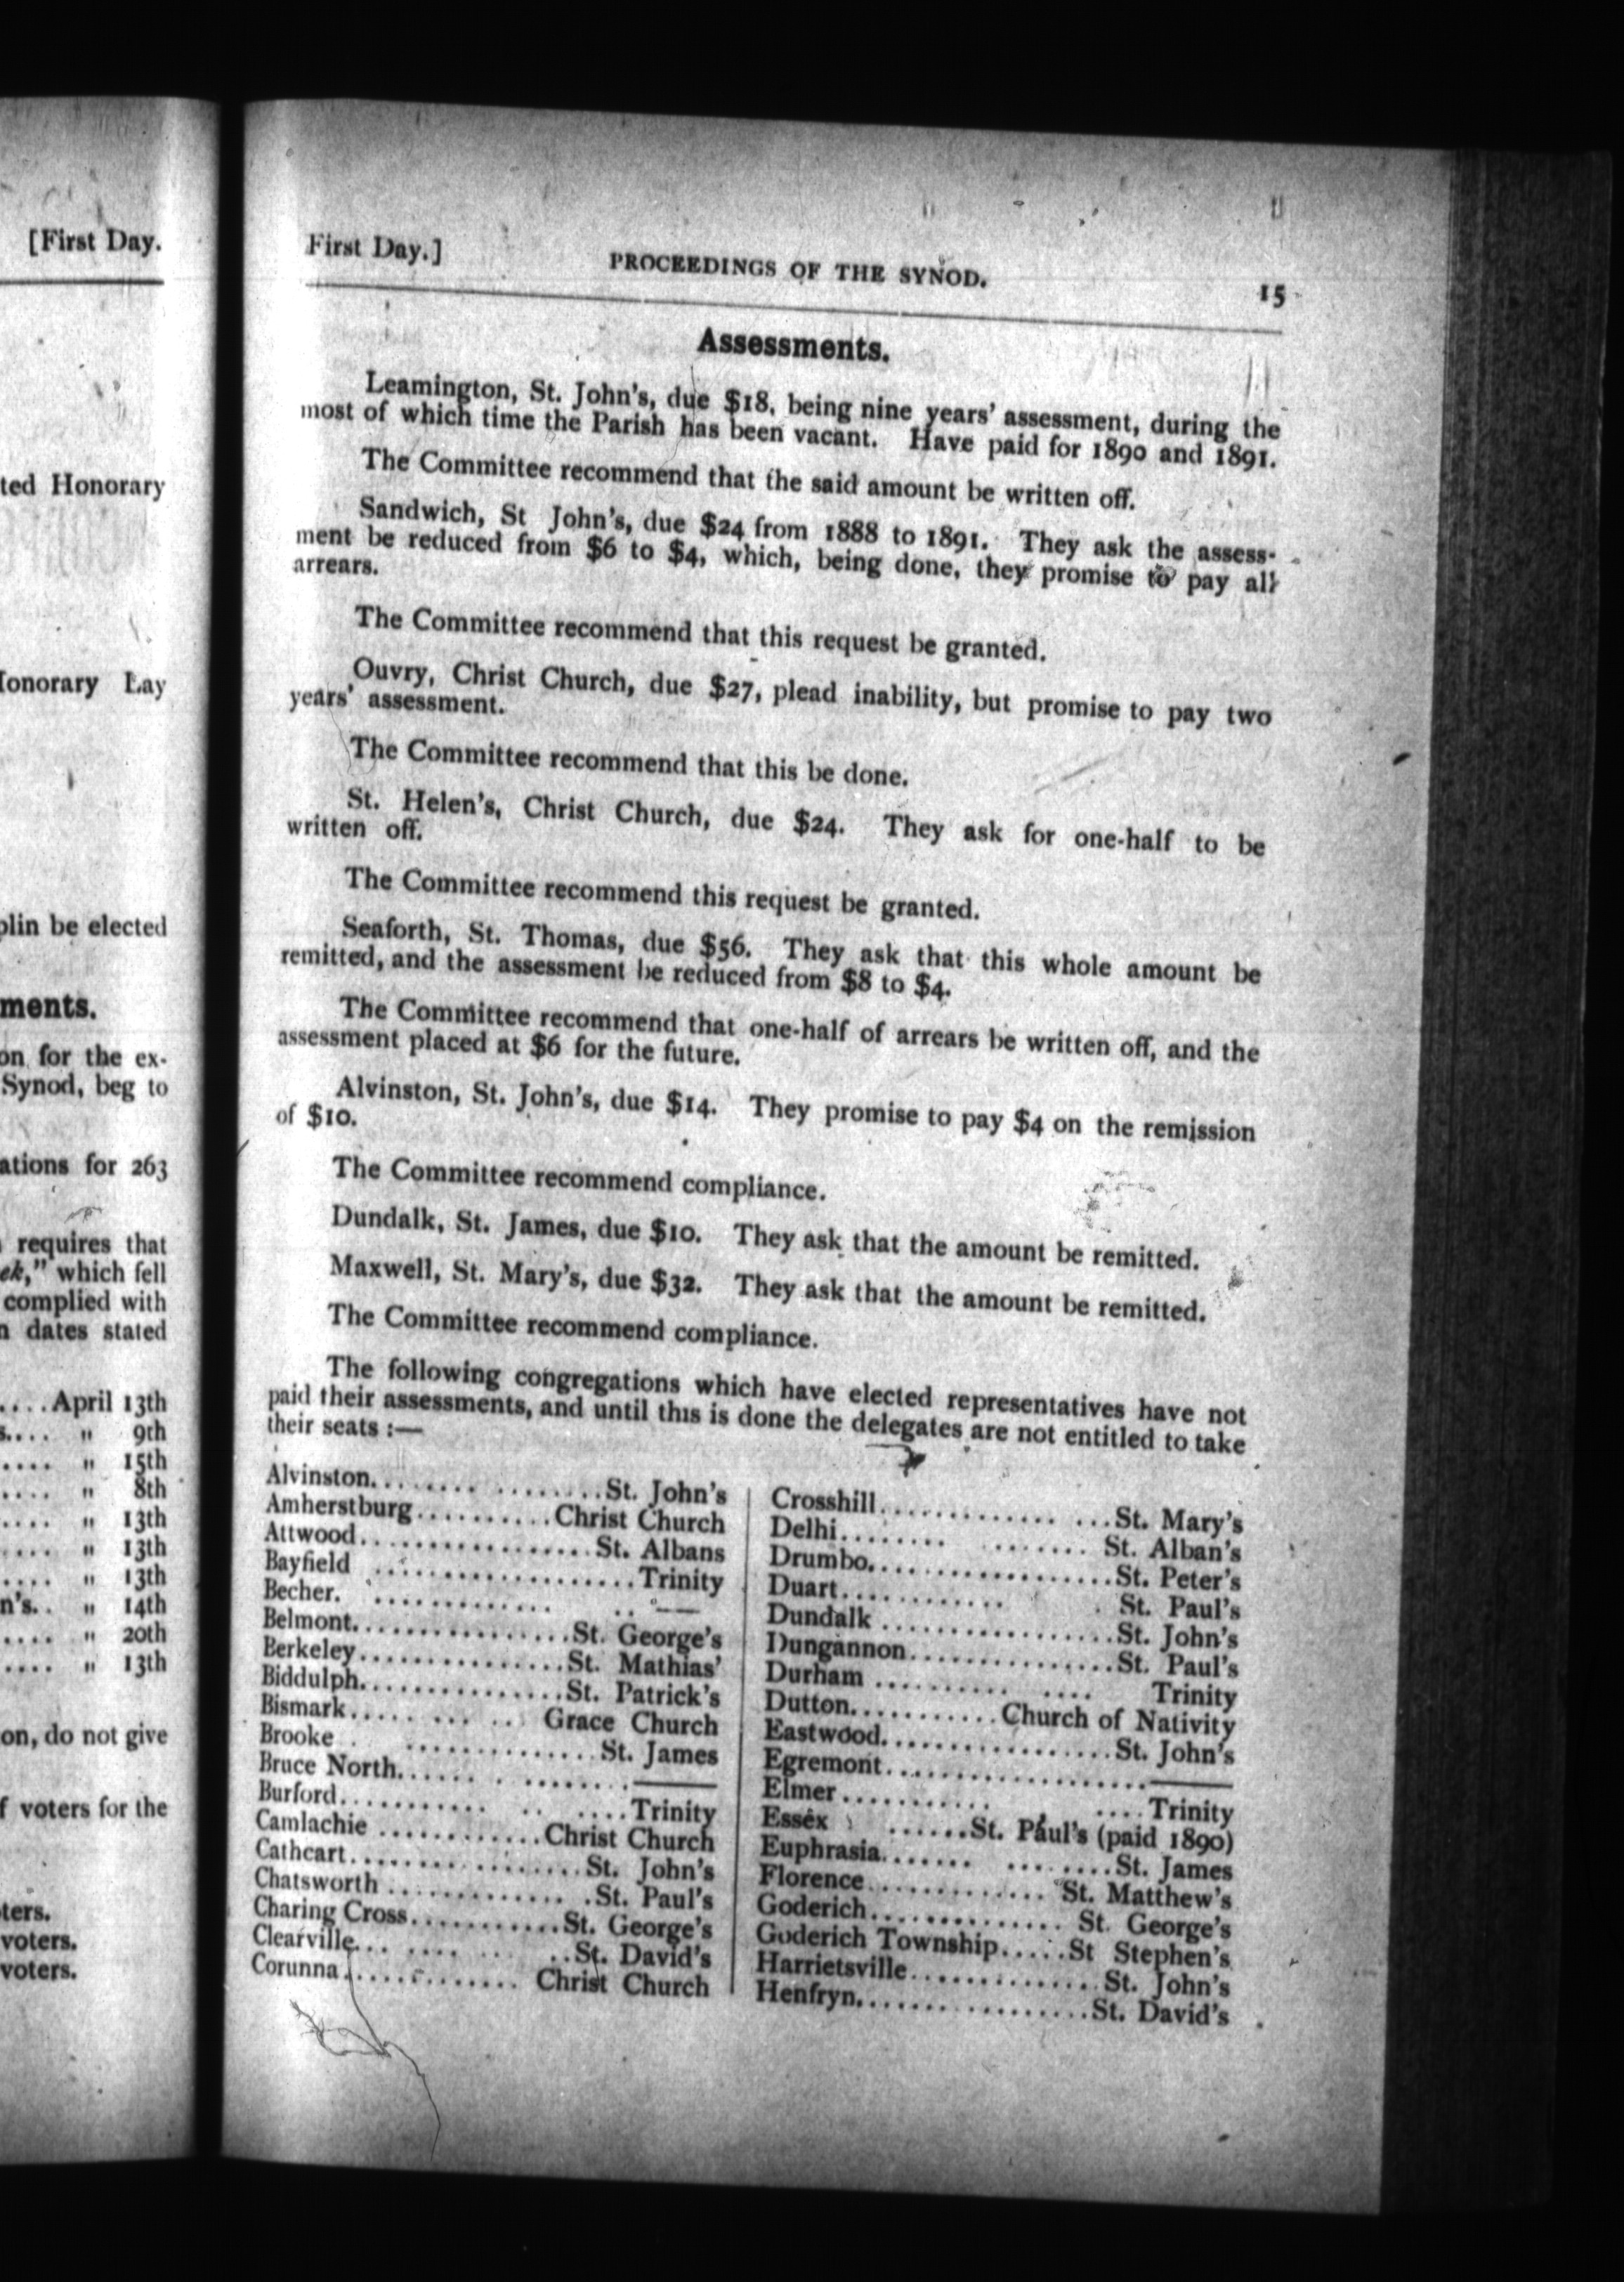 [First Day.
ted Honorary
Honorary Lay
plin be elected
ments.
on for the ex-
Synod, beg to
ations for 263
requires that
ek," which fell
complied with
n dates stated
....April 13th
s.... " 9th
.... " 15th
.... " 8th
.... " 13th
.... " 13th
.... " 13th
n's.. " 14th
.... " 20th
.... " 13th
on, do not give
f voters for the
ters.
voters.
voters.
First Day.] PROCEEDINGS OF THE SYNOD. 15
Assessments.
Leamington, St. John's, due $18, being nine years' assessment, during the
most of which time the Parish has been vacant. Have paid for 1890 and 1891.
The Committee recommend that the said amount be written off.
Sandwich, St John's, due $24 from 1888 to 1891. They ask the assess-
ment be reduced from $6 to $4, which, being done, they promise to pay all
arrears.
The Committee recommend that this request be granted.
Ouvry, Christ Church, due $27, plead inability, but promise to pay two
years' assessment.
The Committee recommend that this be done.
St. Helen's, Christ Church, due $24. They ask for one-half to be
written off.
The Committee recommend this request be granted.
Seaforth, St. Thomas, due $56. They ask that this whole amount be
remitted, and the assessment be reduced from $8 to $4.
The Committee recommend that one-half of arrears be written off, and the
assessment placed at $6 for the future.
Alvinston, St. John's, due $14. They promise to pay $4 on the remission
of $10.
The Committee recommend compliance.
Dundalk, St. James, due $10. They ask that the amount be remitted.
Maxwell, St. Mary's, due $32. They ask that the amount be remitted.
The Committee recommend compliance.
The following congregations which have elected representatives have not
paid their assessments, and until this is done the delegates are not entitled to take
their seats :—
Alvinston.......... ........St. John's
Amherstburg..........Christ Church
Attwood..................St. Albans
Bayfield ....................Trinity
Becher. ............. .. ——
Belmont................St. George's
Berkeley...............St. Mathias'
Biddulph...............St. Patrick's
Bismark..... ... .. Grace Church
Brooke . ...............St. James
Bruce North...... . ........———
Burford........... .. ....Trinity
Camlachie ............Christ Church
Cathcart.................St. John's
Chatsworth ............. .St. Paul's
Charing Cross...........St. George's
Clearville... .... .. ..St. David's
Corunna............. Christ Church
Crosshill............. ...St. Mary's
Delhi........ ........ St. Alban's
Drumbo...................St. Peter's
Duart............. . St. Paul's
Dundalk ..................St. John's
Dungannon................St. Paul's
Durham .......... .... Trinity
Dutton...........Church of Nativity
Eastwood..................St. John's
Egremont....................———
Elmer............ ....Trinity
Essex ......St. Paul's (paid 1890)
Euphrasia....... ........St. James
Florence.............. St. Matthew's
Goderich............... St. George's
Goderich Township.....St Stephen's
Harrietsville...............St. John's
Henfryn..................St. David's